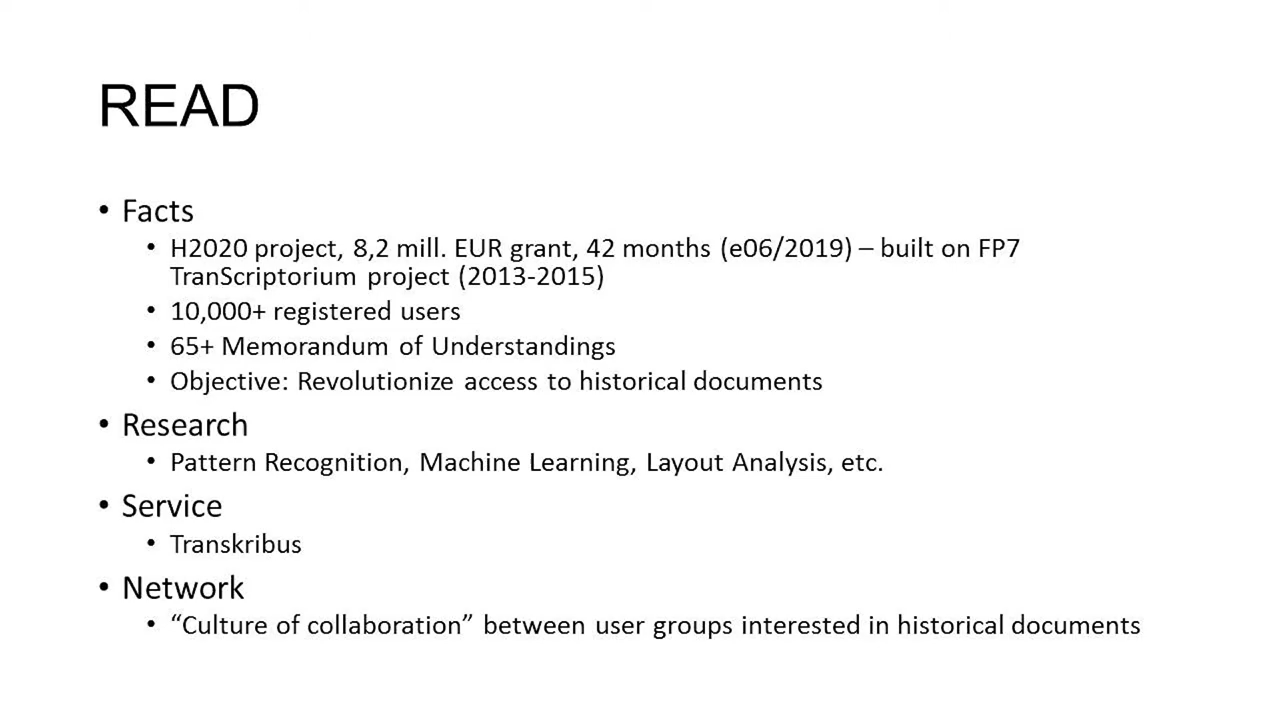 READ
• Facts
• H2020 project, 8,2 mill. EUR grant, 42 months (e06/2019) – built on FP7
TranScriptorium project (2013-2015)
• 10,000+ registered users
• 65+ Memorandum of Understandings
• Objective: Revolutionize access to historical documents
• Research
• Pattern Recognition, Machine Learning, Layout Analysis, etc.
• Service
• Transkribus
• Network
• “Culture of collaboration” between user groups interested in historical documents